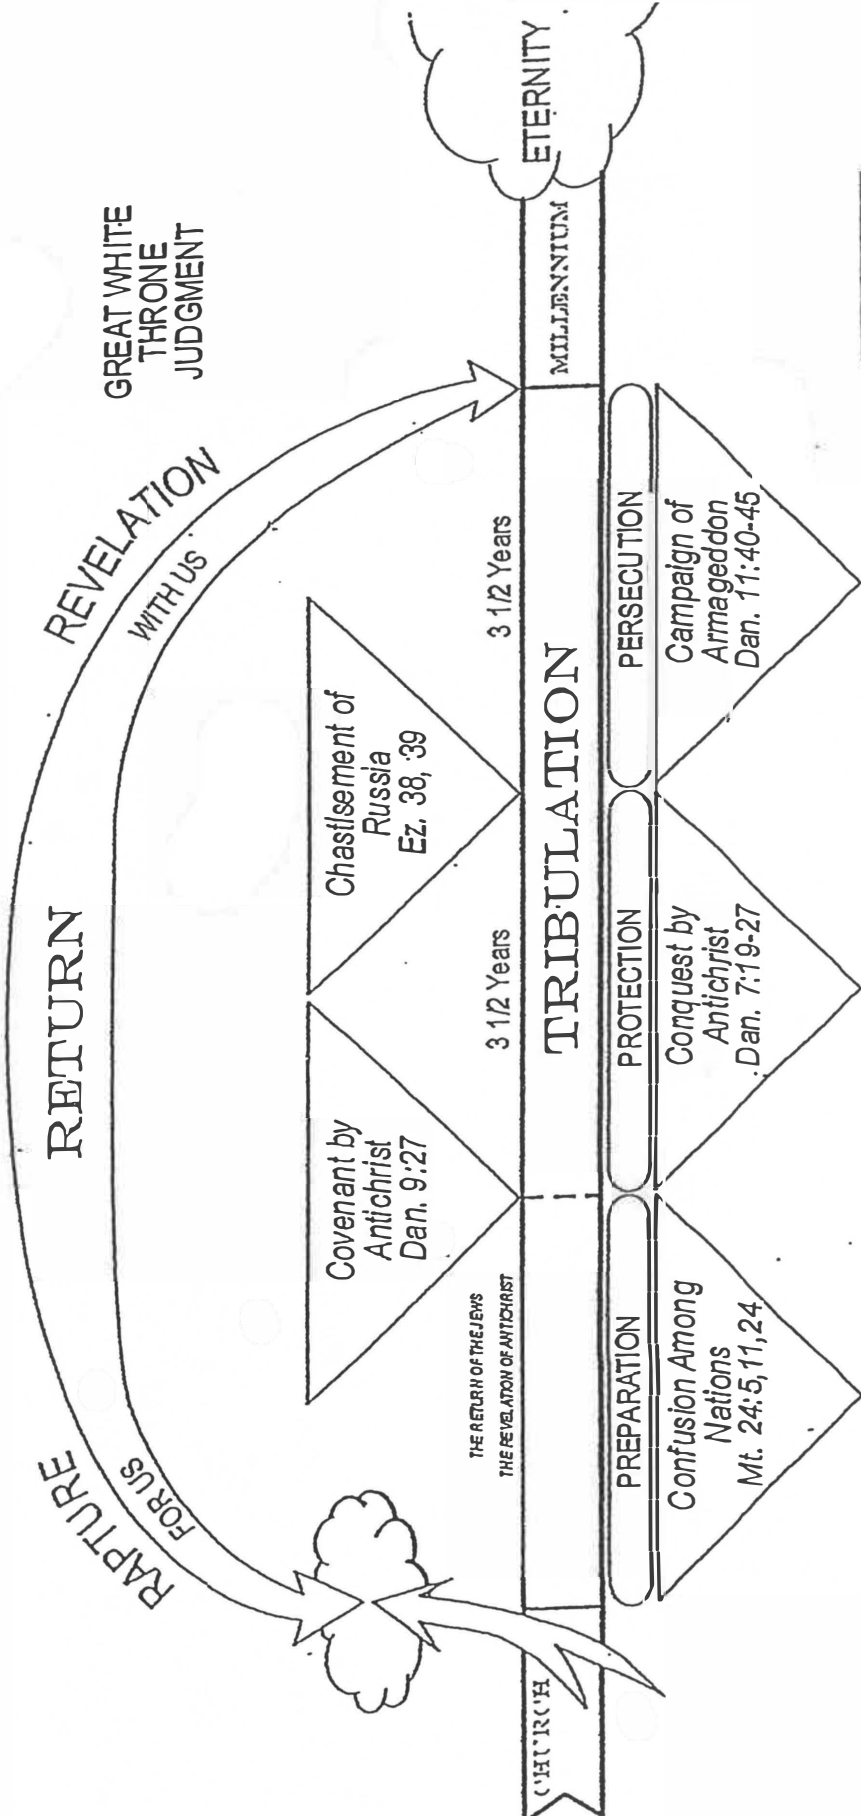 RETURN
RAPTURE
FOR US
REVELATION
WITH US
GREAT WHITE
THRONE
JUDGMENT
Covenant by
Antichrist
Dan. 9:27
Chastisement of
Russia
Ez. 38, 39
THE RETURN OF THE JEWS
THE REVELATION OF ANTICHRIST
3 1/2 Years
3 1/2 Years
CHURCH
TRIBULATION
MILLENNIUM
ETERNITY
PREPARATION
PROTECTION
PERSECUTION
Confusion Among
Nations
Mt. 24:5,11,24
Conquest by
Antichrist
Dan. 7:19-27
Campaign of
Armageddon
Dan. 11:40-45